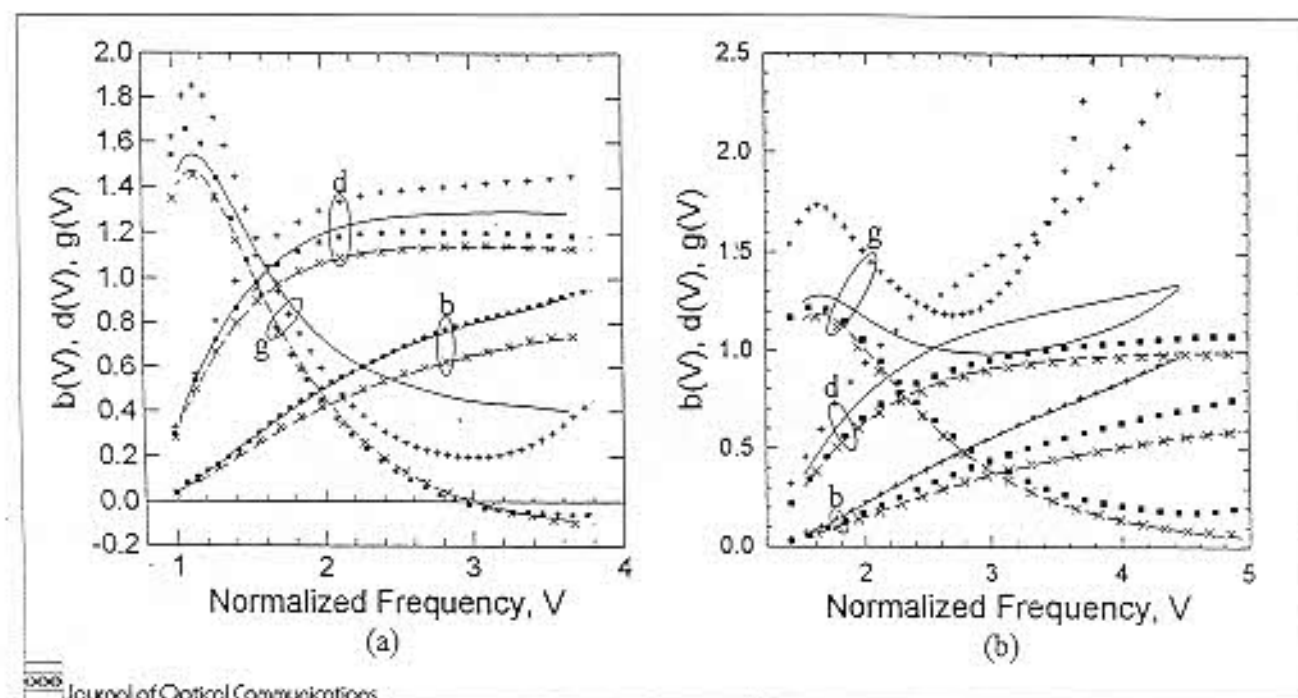 2.0
1.8
1.6
1.4
1.2
1.0
0.8
0.6
0.4
0.2
0.0
-0.2
b(V), d(V), g(V)
d
b
g
1 2 3 4
Normalized Frequency, V
(a)
2.5
2.0
1.5
1.0
0.5
0.0
b(V), d(V), g(V)
g
d
b
2 3 4 5
Normalized Frequency, V
(b)
Journal of Optical Communications